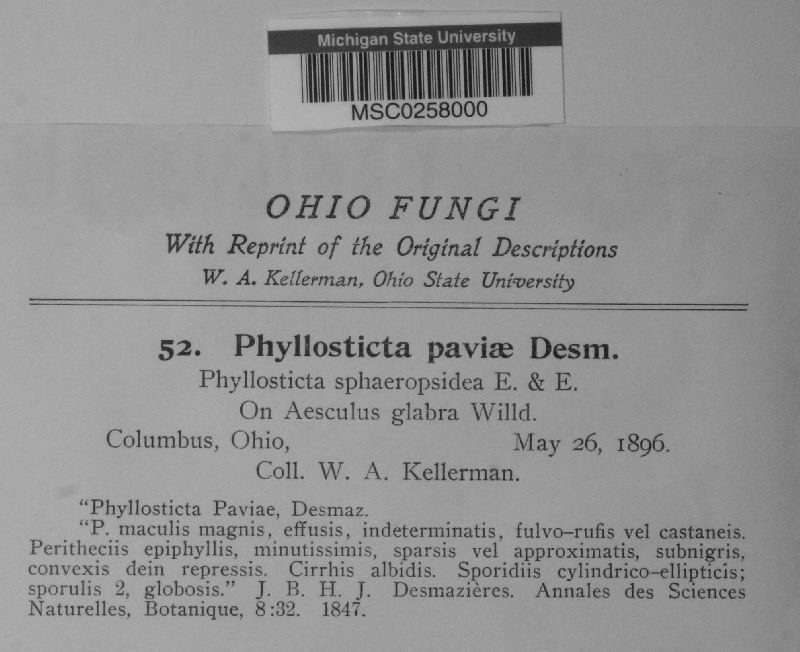 Michigan State University
MSC0258000
OHIO FUNGI
With Reprint of the Original Descriptions
W. A. Kellerman, Ohio State University
52. Phyllosticta paviæ Desm.
Phyllosticta sphaeropsidea E. & E.
On Aesculus glabra Willd.
Columbus, Ohio, May 26, 1896.
Coll. W. A. Kellerman.
“Phyllosticta Paviae, Desmaz.
“P. maculis magnis, effusis, indeterminatis, fulvo-rufis vel castaneis.
Peritheciis epiphyllis, minutissimis, sparsis vel approximatis, subnigris,
convexis dein repressis. Cirrhis albidis. Sporidiis cylindrico-ellipticis;
sporulis 2, globosis.” J. B. H. J. Desmazières. Annales des Sciences
Naturelles, Botanique, 8:32. 1847.